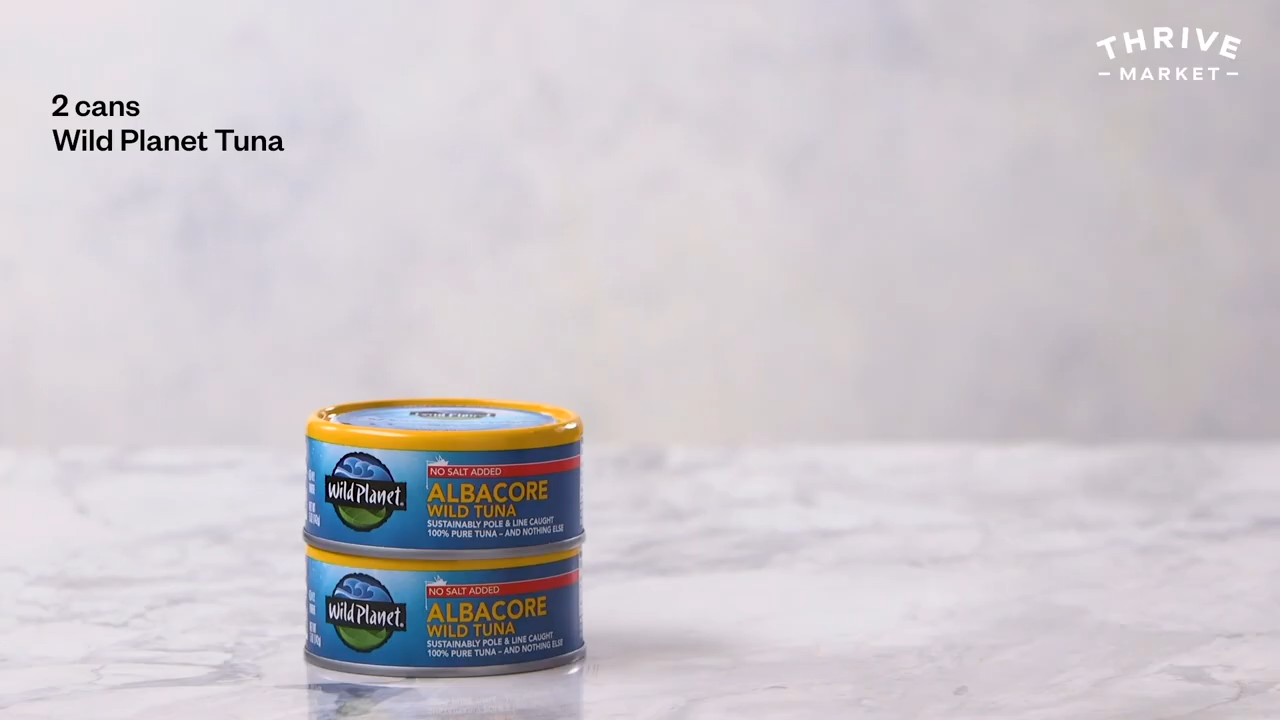 THRIVE
MARKET
2 cans
Wild Planet Tuna
Wild Planet
Wild Planet
NO SALT ADDED
ALBACORE
WILD TUNA
SUSTAINABLY POLE & LINE CAUGHT
100% PURE TUNA – AND NOTHING ELSE
Wild Planet
NO SALT ADDED
ALBACORE
WILD TUNA
SUSTAINABLY POLE & LINE CAUGHT
100% PURE TUNA – AND NOTHING ELSE